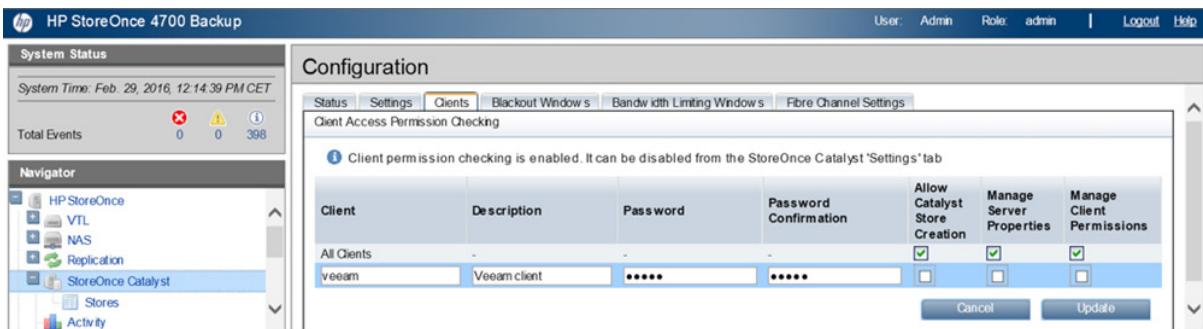 hp HP StoreOnce 4700 Backup User: Admin Role: admin | Logout Help
System Status
System Time: Feb. 29, 2016, 12:14:39 PM CET
Total Events 0 0 398
Navigator
HP StoreOnce
VTL
NAS
Replication
StoreOnce Catalyst
Stores
Activity
Configuration
Status Settings Clients Blackout Windows Bandwidth Limiting Windows Fibre Channel Settings
Client Access Permission Checking
Client permission checking is enabled. It can be disabled from the StoreOnce Catalyst 'Settings' tab
Client Description Password Password Confirmation Allow Catalyst Store Creation Manage Server Properties Manage Client Permissions
All Clients - - -
veeam Veeam client ••••• •••••
Cancel Update